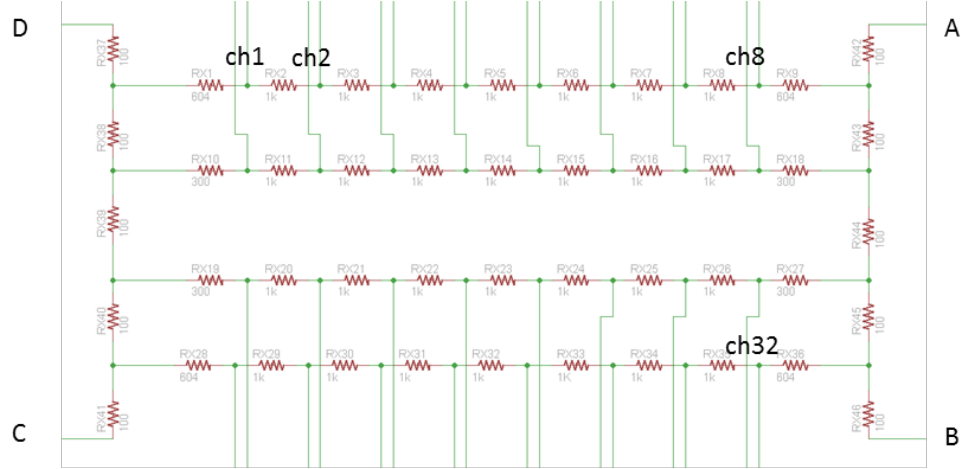 D
A
RX37
100
RX42
100
ch1
ch2
ch8
RX1
RX2
RX3
RX4
RX5
RX6
RX7
RX8
RX9
604
1k
1k
1k
1k
1k
1k
1k
604
RX38
100
RX43
100
RX10
RX11
RX12
RX13
RX14
RX15
RX16
RX17
RX18
300
1k
1k
1k
1k
1k
1k
1k
300
RX39
100
RX44
100
RX19
RX20
RX21
RX22
RX23
RX24
RX25
RX26
RX27
300
1k
1k
1k
1k
1k
1k
1k
300
RX40
100
RX45
100
ch32
RX28
RX29
RX30
RX31
RX32
RX33
RX34
RX36
604
1k
1k
1k
1k
1K
1k
1k
604
RX41
100
RX46
100
C
B